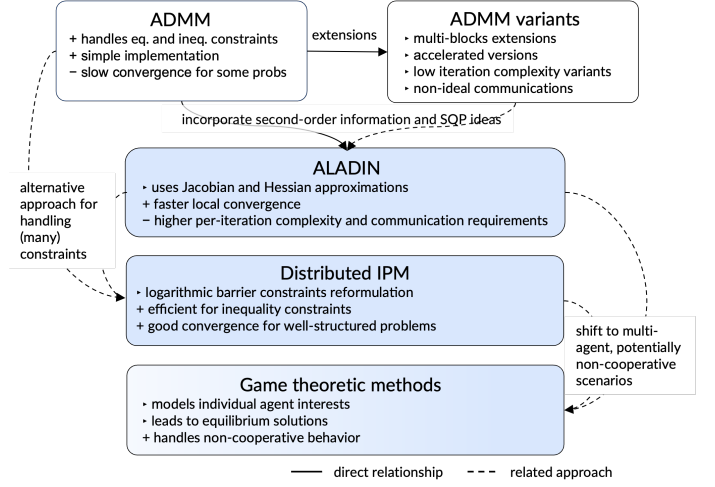 ADMM
+ handles eq. and ineq. constraints
+ simple implementation
− slow convergence for some probs
extensions
ADMM variants
‣ multi-blocks extensions
‣ accelerated versions
‣ low iteration complexity variants
‣ non-ideal communications
incorporate second-order information and SQP ideas
ALADIN
‣ uses Jacobian and Hessian approximations
+ faster local convergence
− higher per-iteration complexity and communication requirements
alternative
approach for
handling
(many)
constraints
Distributed IPM
‣ logarithmic barrier constraints reformulation
+ efficient for inequality constraints
+ good convergence for well-structured problems
shift to multi-
agent, potentially
non-cooperative
scenarios
Game theoretic methods
‣ models individual agent interests
‣ leads to equilibrium solutions
+ handles non-cooperative behavior
direct relationship
related approach